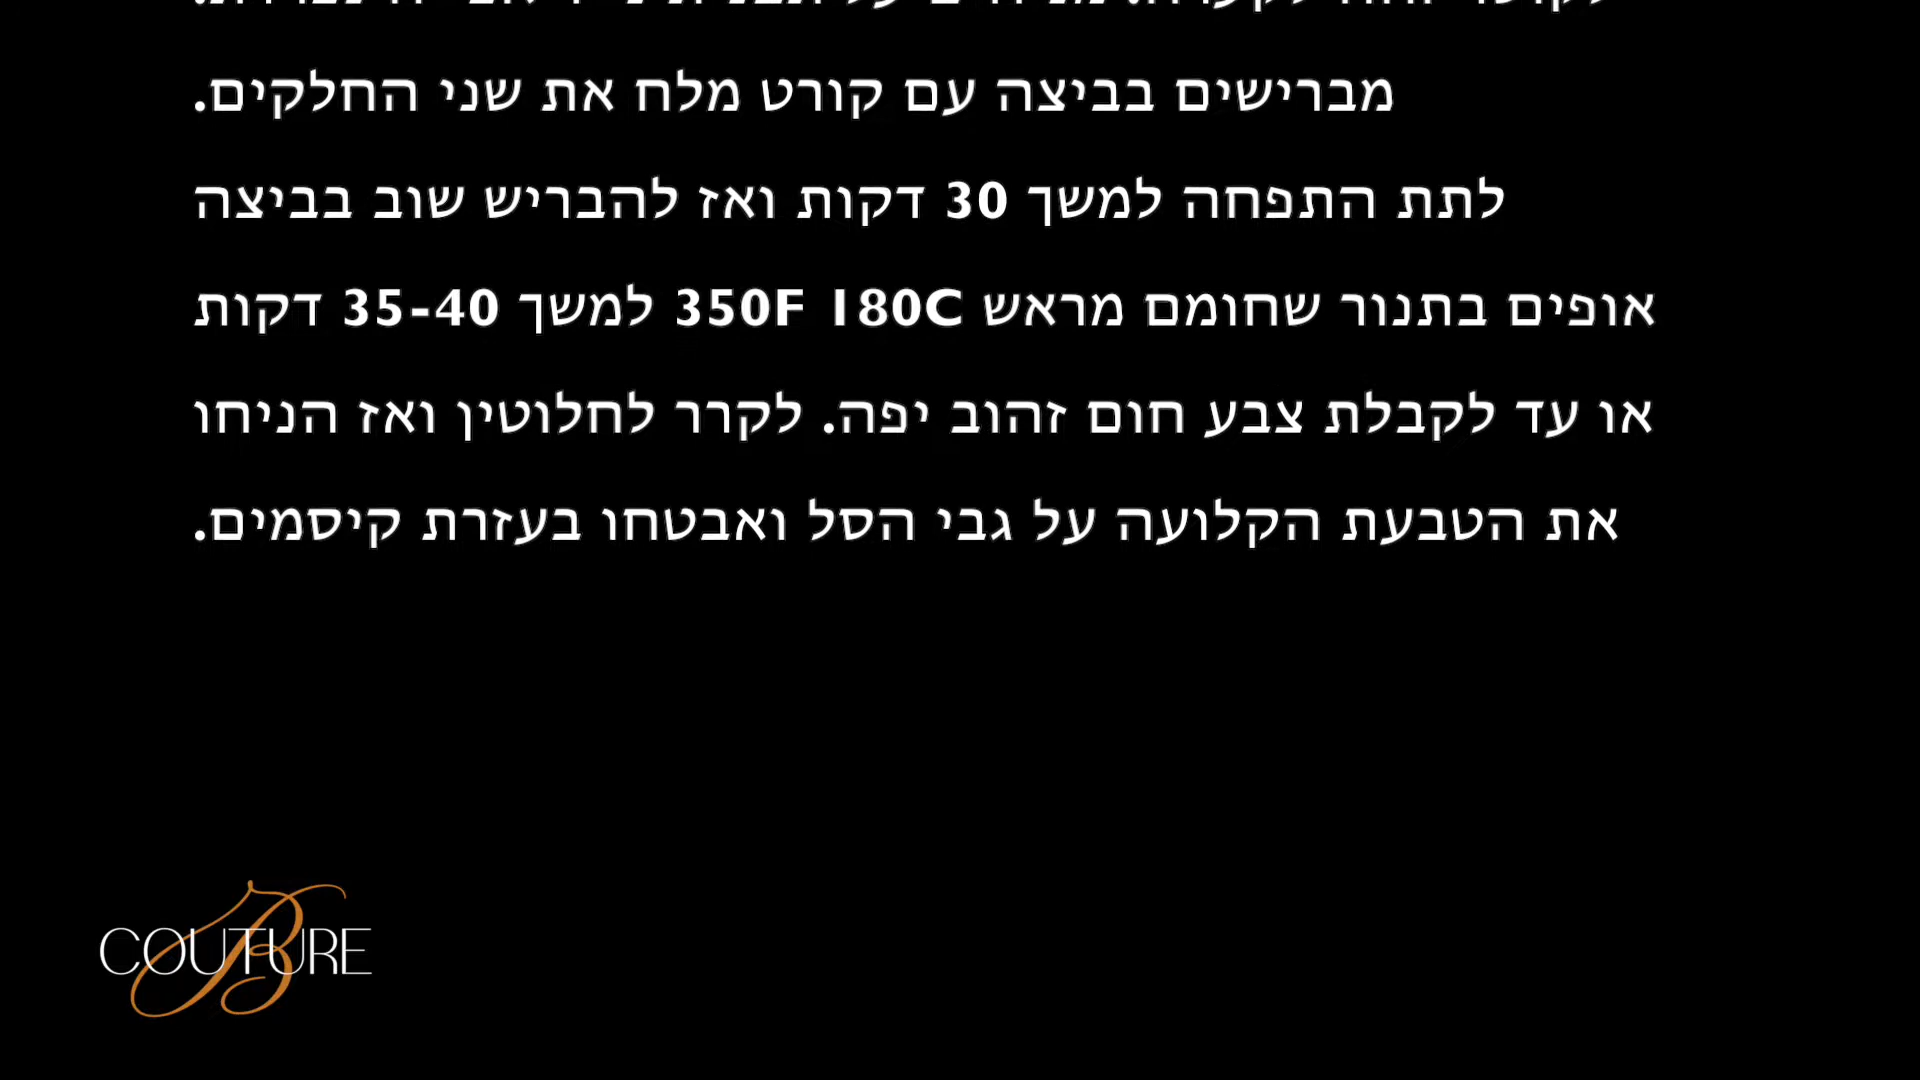 מברישים בביצה עם קורט מלח את שני החלקים.
לתת התפחה למשך 30 דקות ואז להבריש שוב בביצה
אופים בתנור שחומם מראש 350F 180C למשך 35-40 דקות
או עד לקבלת צבע חום זהוב יפה. לקרר לחלוטין ואז הניחו
את הטבעת הקלועה על גבי הסל ואבטחו בעזרת קיסמים.
B
COUTURE